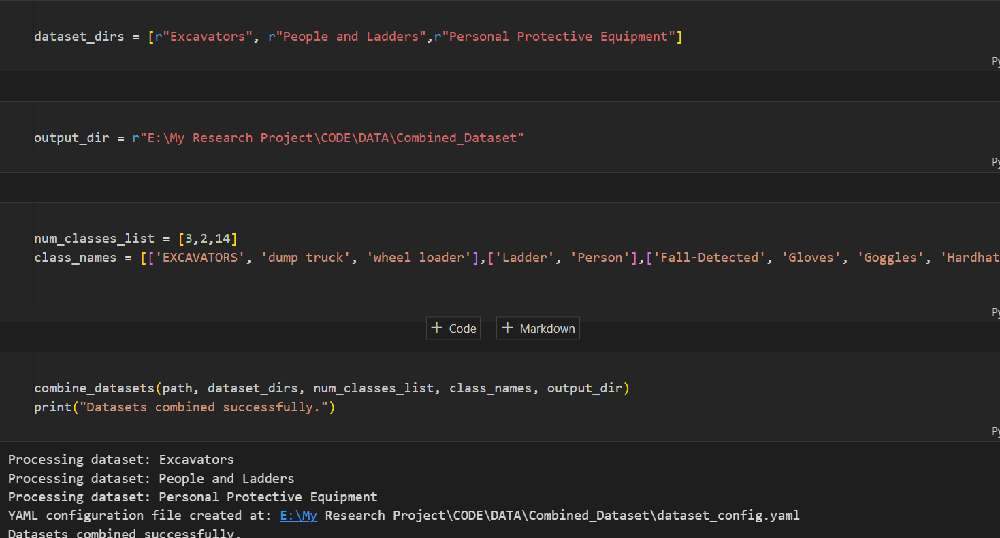 dataset_dirs = [r"Excavators", r"People and Ladders",r"Personal Protective Equipment"]
Py
output_dir = r"E:\My Research Project\CODE\DATA\Combined_Dataset"
Py
num_classes_list = [3,2,14]
class_names = [['EXCAVATORS', 'dump truck', 'wheel loader'],['Ladder', 'Person'],['Fall-Detected', 'Gloves', 'Goggles', 'Hardhat
Py
+ Code + Markdown
combine_datasets(path, dataset_dirs, num_classes_list, class_names, output_dir)
print("Datasets combined successfully.")
Py
Processing dataset: Excavators
Processing dataset: People and Ladders
Processing dataset: Personal Protective Equipment
YAML configuration file created at: E:\My Research Project\CODE\DATA\Combined_Dataset\dataset_config.yaml
Datasets combined successfully.